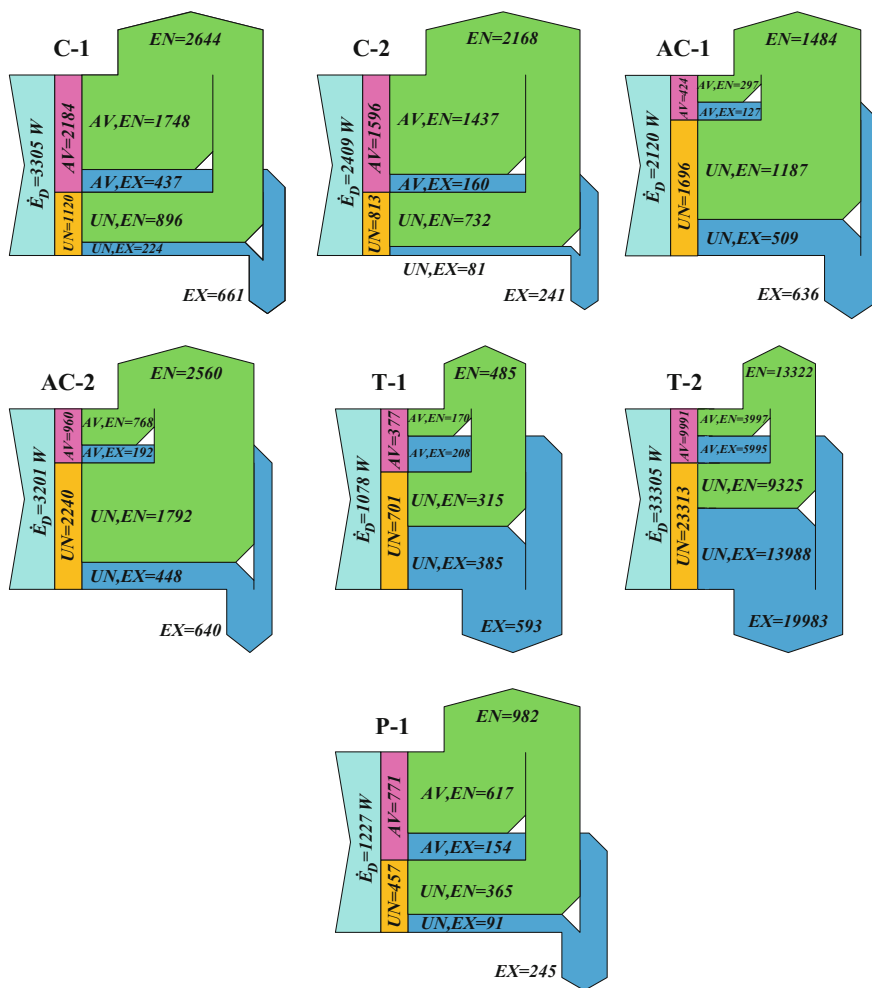 C-1
EN=2644
ĖD=3305 W
AV=2184
UN=1120
AV,EN=1748
AV,EX=437
UN,EN=896
UN,EX=224
EX=661
C-2
EN=2168
ĖD=2409 W
AV=1596
UN=813
AV,EN=1437
AV,EX=160
UN,EN=732
UN,EX=81
EX=241
AC-1
EN=1484
ĖD=2120 W
AV=424
UN=1696
AV,EN=297
AV,EX=127
UN,EN=1187
UN,EX=509
EX=636
AC-2
EN=2560
ĖD=3201 W
AV=960
UN=2240
AV,EN=768
AV,EX=192
UN,EN=1792
UN,EX=448
EX=640
T-1
EN=485
ĖD=1078 W
AV=377
UN=701
AV,EN=170
AV,EX=208
UN,EN=315
UN,EX=385
EX=593
T-2
EN=13322
ĖD=33305 W
AV=9991
UN=23313
AV,EN=3997
AV,EX=5995
UN,EN=9325
UN,EX=13988
EX=19983
P-1
EN=982
ĖD=1227 W
AV=771
UN=457
AV,EN=617
AV,EX=154
UN,EN=365
UN,EX=91
EX=245